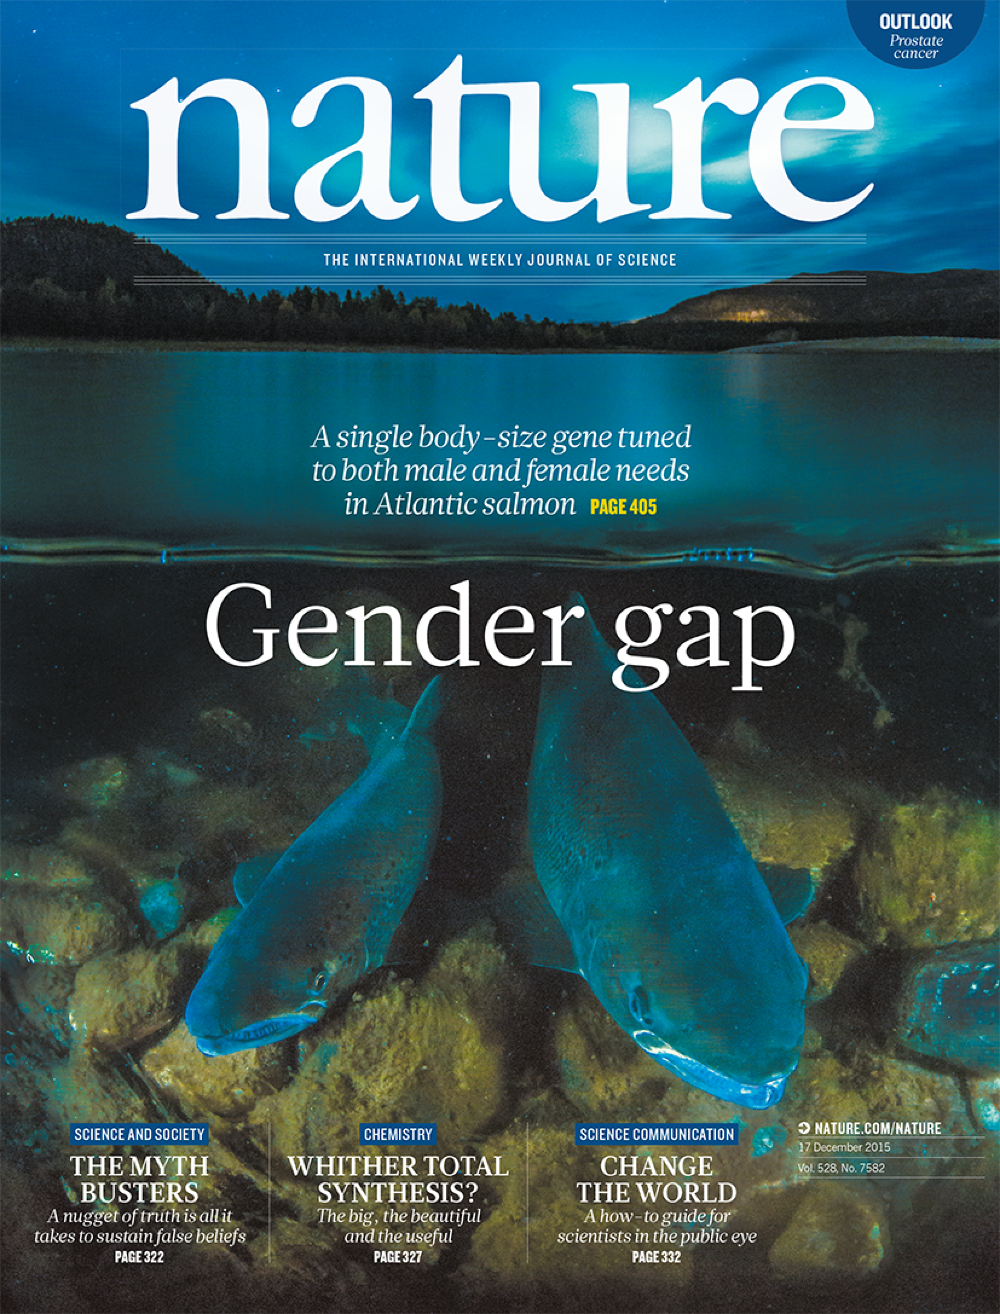 OUTLOOK
Prostate
cancer
nature
THE INTERNATIONAL WEEKLY JOURNAL OF SCIENCE
A single body-size gene tuned
to both male and female needs
in Atlantic salmon PAGE 405
Gender gap
SCIENCE AND SOCIETY
THE MYTH
BUSTERS
A nugget of truth is all it
takes to sustain false beliefs
PAGE 322
CHEMISTRY
WHITHER TOTAL
SYNTHESIS?
The big, the beautiful
and the useful
PAGE 327
SCIENCE COMMUNICATION
CHANGE
THE WORLD
A how-to guide for
scientists in the public eye
PAGE 332
NATURE.COM/NATURE
17 December 2015
Vol. 528, No. 7582